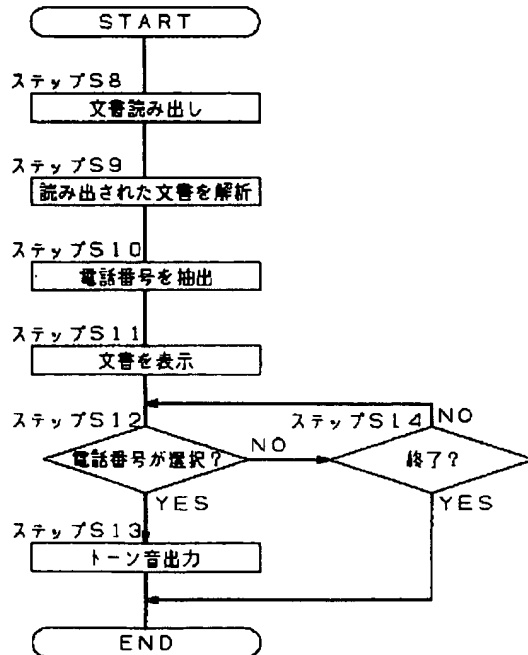 START
ステップS8
文書読み出し
ステップS9
読み出された文書を解析
ステップS10
電話番号を抽出
ステップS11
文書を表示
ステップS12
ステップS14
NO
電話番号が選択?
NO
終了?
YES
YES
ステップS13
トーン音出力
END